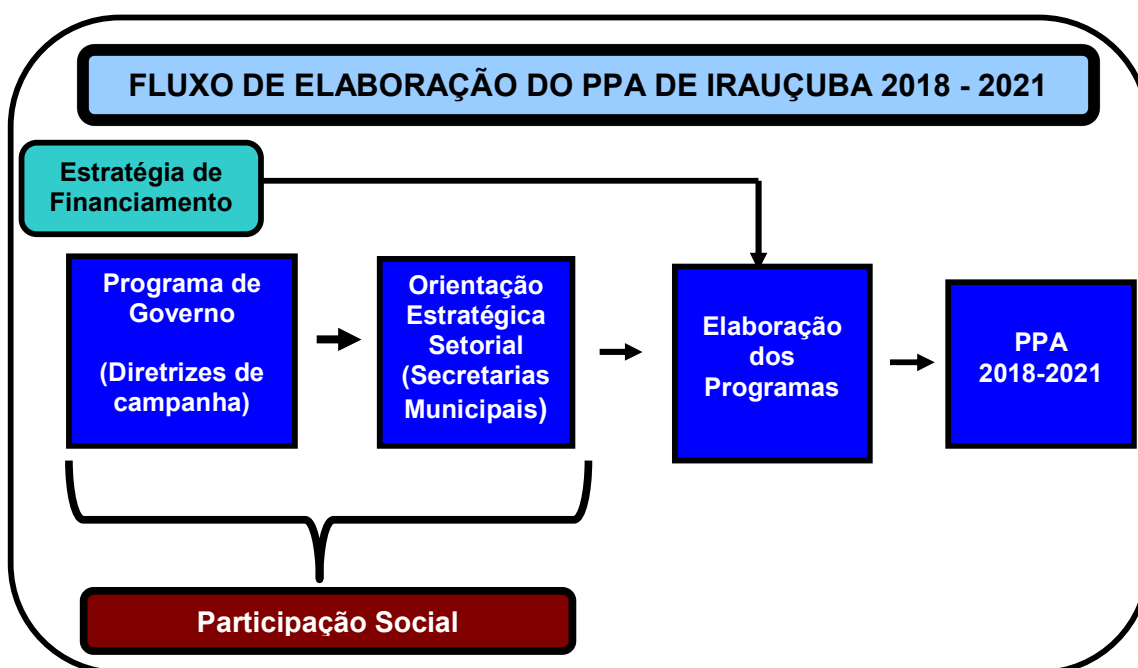 FLUXO DE ELABORAÇÃO DO PPA DE IRAUÇUBA 2018 - 2021
Estratégia de
Financiamento
Programa de
Governo
(Diretrizes de
campanha)
Orientação
Estratégica
Setorial
(Secretarias
Municipais)
Elaboração
dos
Programas
PPA
2018-2021
Participação Social